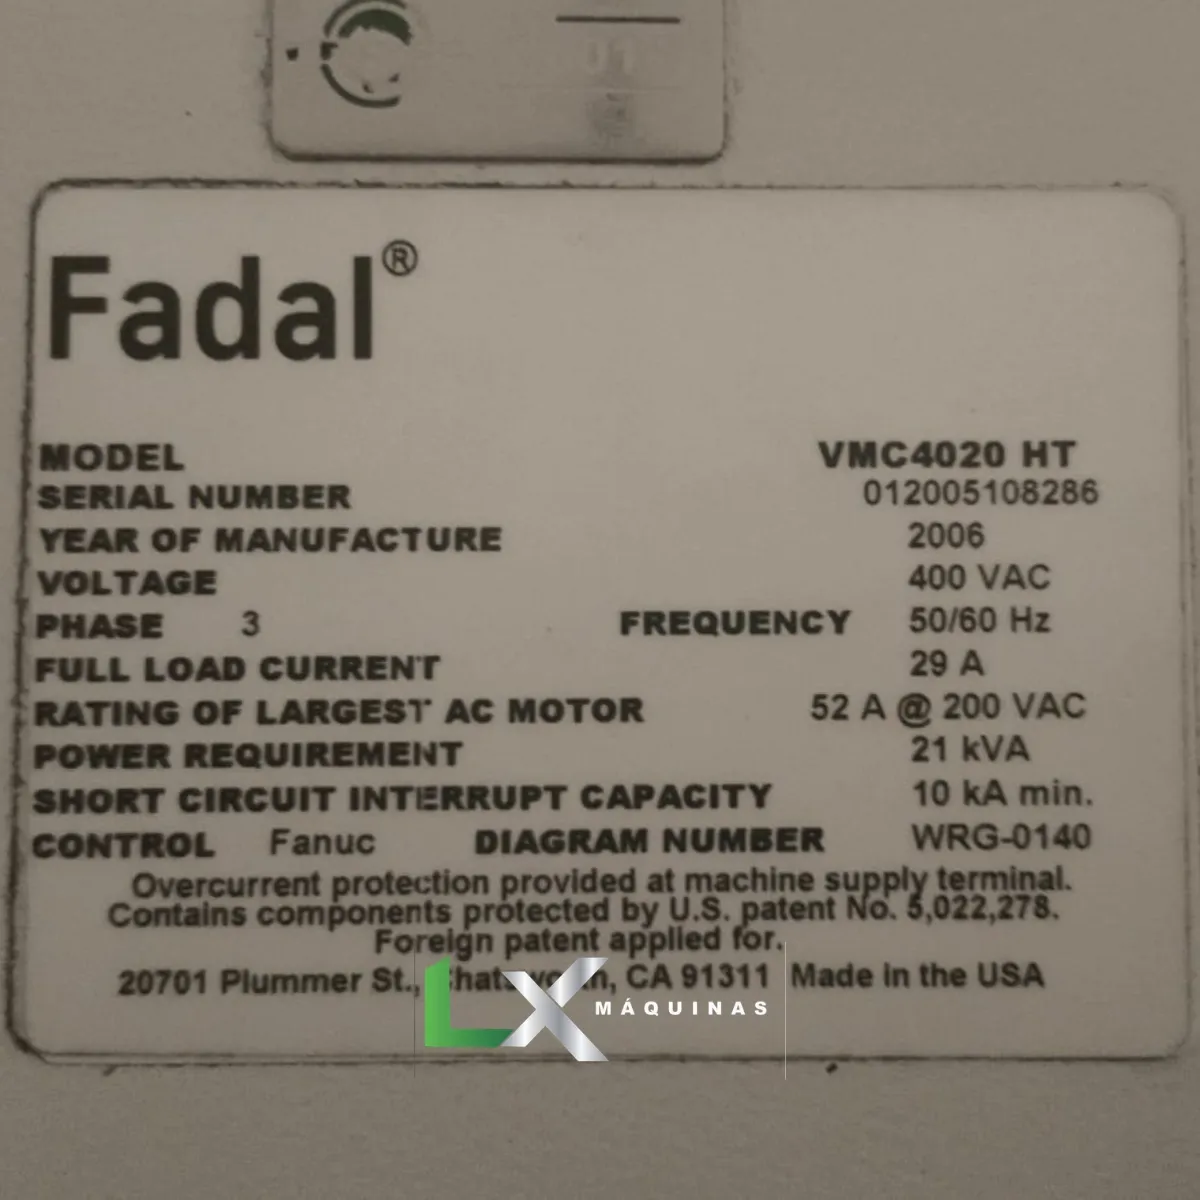 01
Fadal®
MODEL VMC4020 HT
SERIAL NUMBER 012005108286
YEAR OF MANUFACTURE 2006
VOLTAGE 400 VAC
PHASE 3 FREQUENCY 50/60 Hz
FULL LOAD CURRENT 29 A
RATING OF LARGEST AC MOTOR 52 A @ 200 VAC
POWER REQUIREMENT 21 kVA
SHORT CIRCUIT INTERRUPT CAPACITY 10 kA min.
CONTROL Fanuc DIAGRAM NUMBER WRG-0140
Overcurrent protection provided at machine supply terminal.
Contains components protected by U.S. patent No. 5,022,278.
Foreign patent applied for.
20701 Plummer St., CA 91311 Made in the USA
LX MÁQUINAS